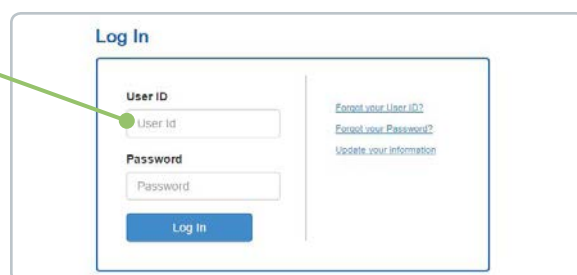 Log In
User ID
User Id
Password
Password
Log In
Forgot your User ID?
Forgot your Password?
Update your information